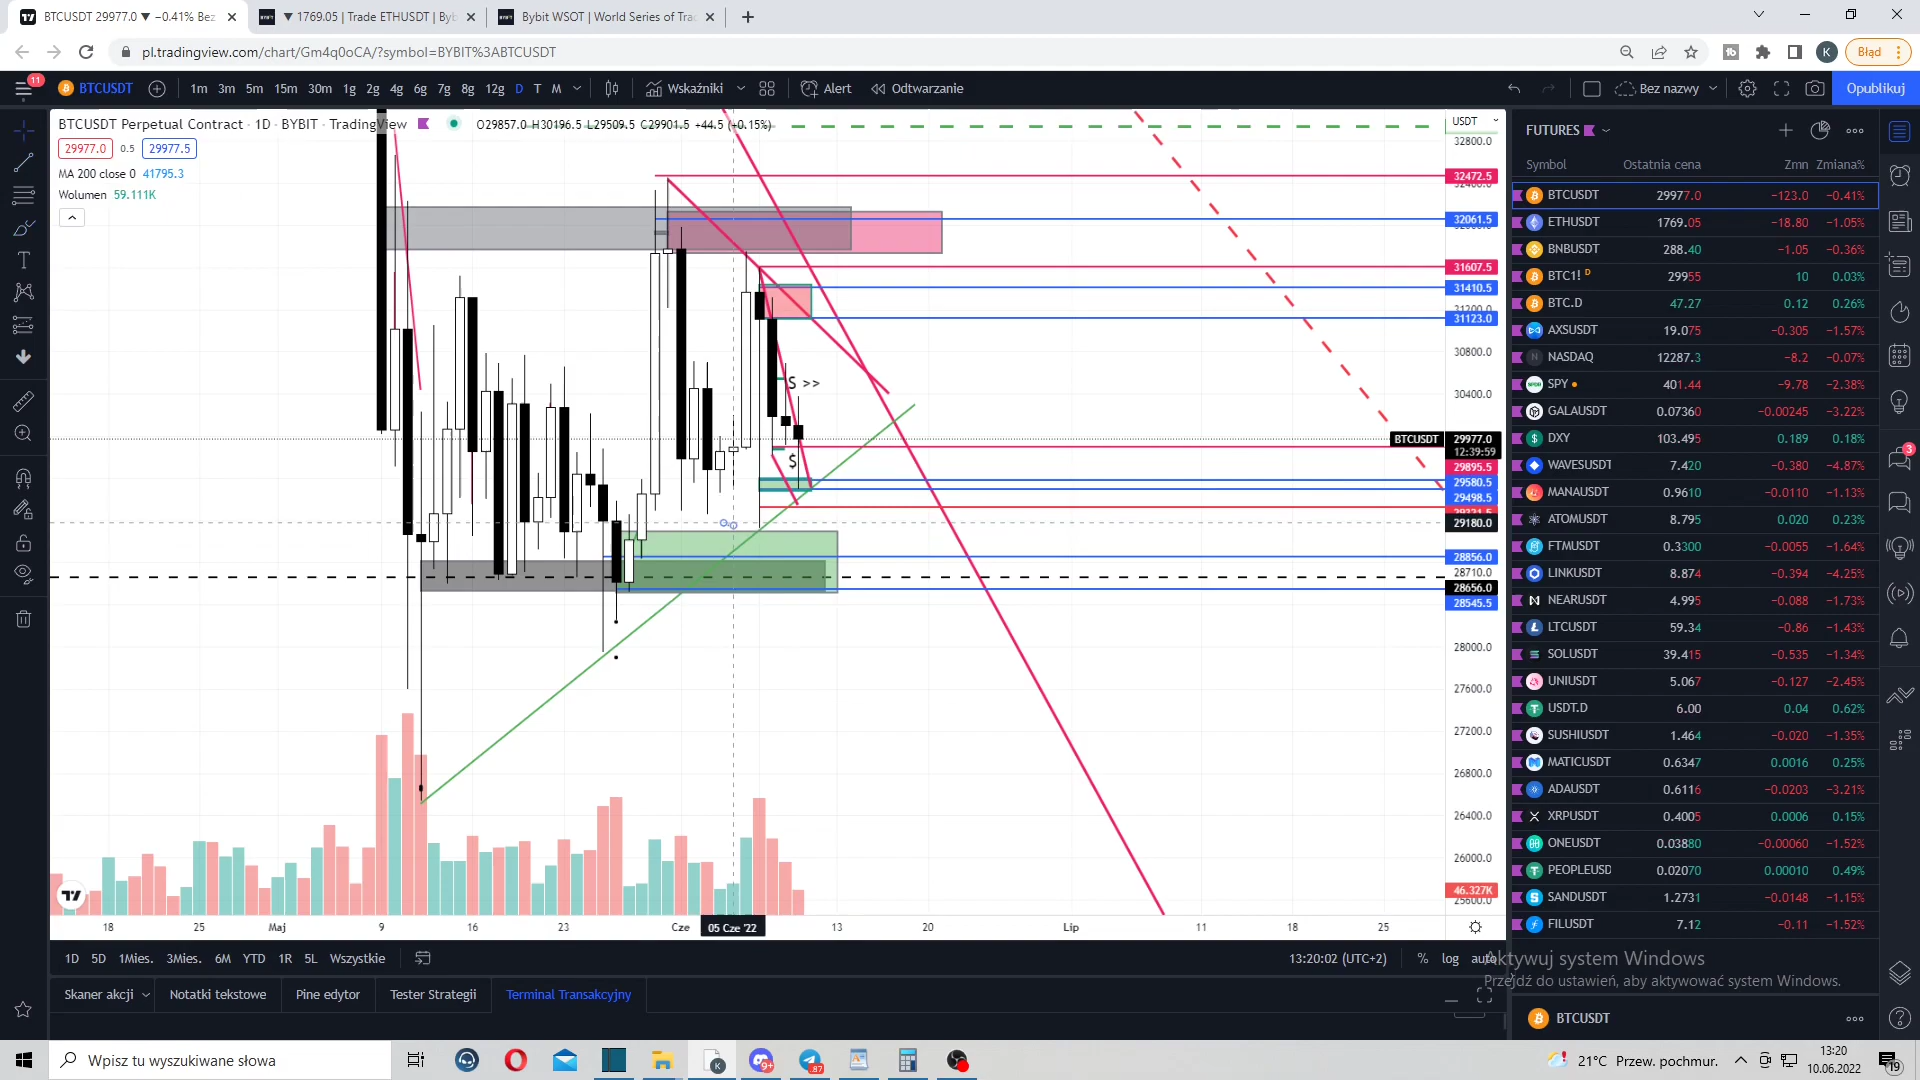 BTCUSDT 29977.0 ▼ −0.41% Bez
▼ 1769.05 | Trade ETHUSDT | Byb
Bybit WSOT | World Series of Tra
pl.tradingview.com/chart/Gm4q0oCA/?symbol=BYBIT%3ABTCUSDT
K
Błąd
11
BTCUSDT
1m 3m 5m 15m 30m 1g 2g 4g 6g 7g 8g 12g D T M
Wskaźniki
Alert
Odtwarzanie
Bez nazwy
Opublikuj
BTCUSDT Perpetual Contract · 1D · BYBIT · TradingView
O29857.0 H30196.5 L29509.5 C29901.5 +44.5 (+0.15%)
29977.0 0.5 29977.5
MA 200 close 0 41795.3
Wolumen 59.111K
S >>
$
USDT
32800.0
32472.5
32061.5
31607.5
31410.5
31200.0
31123.0
30800.0
30400.0
BTCUSDT 29977.0
12:39:59
29895.5
29580.5
29498.5
29180.0
28856.0
28710.0
28656.0
28545.5
28000.0
27600.0
27200.0
26800.0
26400.0
26000.0
46.327K
25600.0
18 25 Maj 9 16 23 Cze 05 Cze '22 13 20 Lip 11 18 25
1D 5D 1Mies. 3Mies. 6M YTD 1R 5L Wszystkie
13:20:02 (UTC+2) % log auto
Skaner akcji
Notatki tekstowe
Pine edytor
Tester Strategii
Terminal Transakcyjny
FUTURES
Symbol Ostatnia cena Zmn Zmiana%
BTCUSDT 29977.0 −123.0 −0.41%
ETHUSDT 1769.05 −18.80 −1.05%
BNBUSDT 288.40 −1.05 −0.36%
BTC1! D 29955 10 0.03%
BTC.D 47.27 0.12 0.26%
AXSUSDT 19.075 −0.305 −1.57%
NASDAQ 12287.3 −8.2 −0.07%
SPY 401.44 −9.78 −2.38%
GALAUSDT 0.07360 −0.00245 −3.22%
DXY 103.495 0.189 0.18%
WAVESUSDT 7.420 −0.380 −4.87%
MANAUSDT 0.9610 −0.0110 −1.13%
ATOMUSDT 8.795 0.020 0.23%
FTMUSDT 0.3300 −0.0055 −1.64%
LINKUSDT 8.874 −0.394 −4.25%
NEARUSDT 4.995 −0.088 −1.73%
LTCUSDT 59.34 −0.86 −1.43%
SOLUSDT 39.415 −0.535 −1.34%
UNIUSDT 5.067 −0.127 −2.45%
USDT.D 6.00 0.04 0.62%
SUSHIUSDT 1.464 −0.020 −1.35%
MATICUSDT 0.6347 0.0016 0.25%
ADAUSDT 0.6116 −0.0203 −3.21%
XRPUSDT 0.4005 0.0006 0.15%
ONEUSDT 0.03880 −0.00060 −1.52%
PEOPLEUSD 0.02070 0.00010 0.49%
SANDUSDT 1.2731 −0.0148 −1.15%
FILUSDT 7.12 −0.11 −1.52%
Aktywuj system Windows
Przejdź do ustawień, aby aktywować system Windows.
BTCUSDT
3
Wpisz tu wyszukiwane słowa
K
9+
87
21°C Przew. pochmur.
13:20
10.06.2022
19